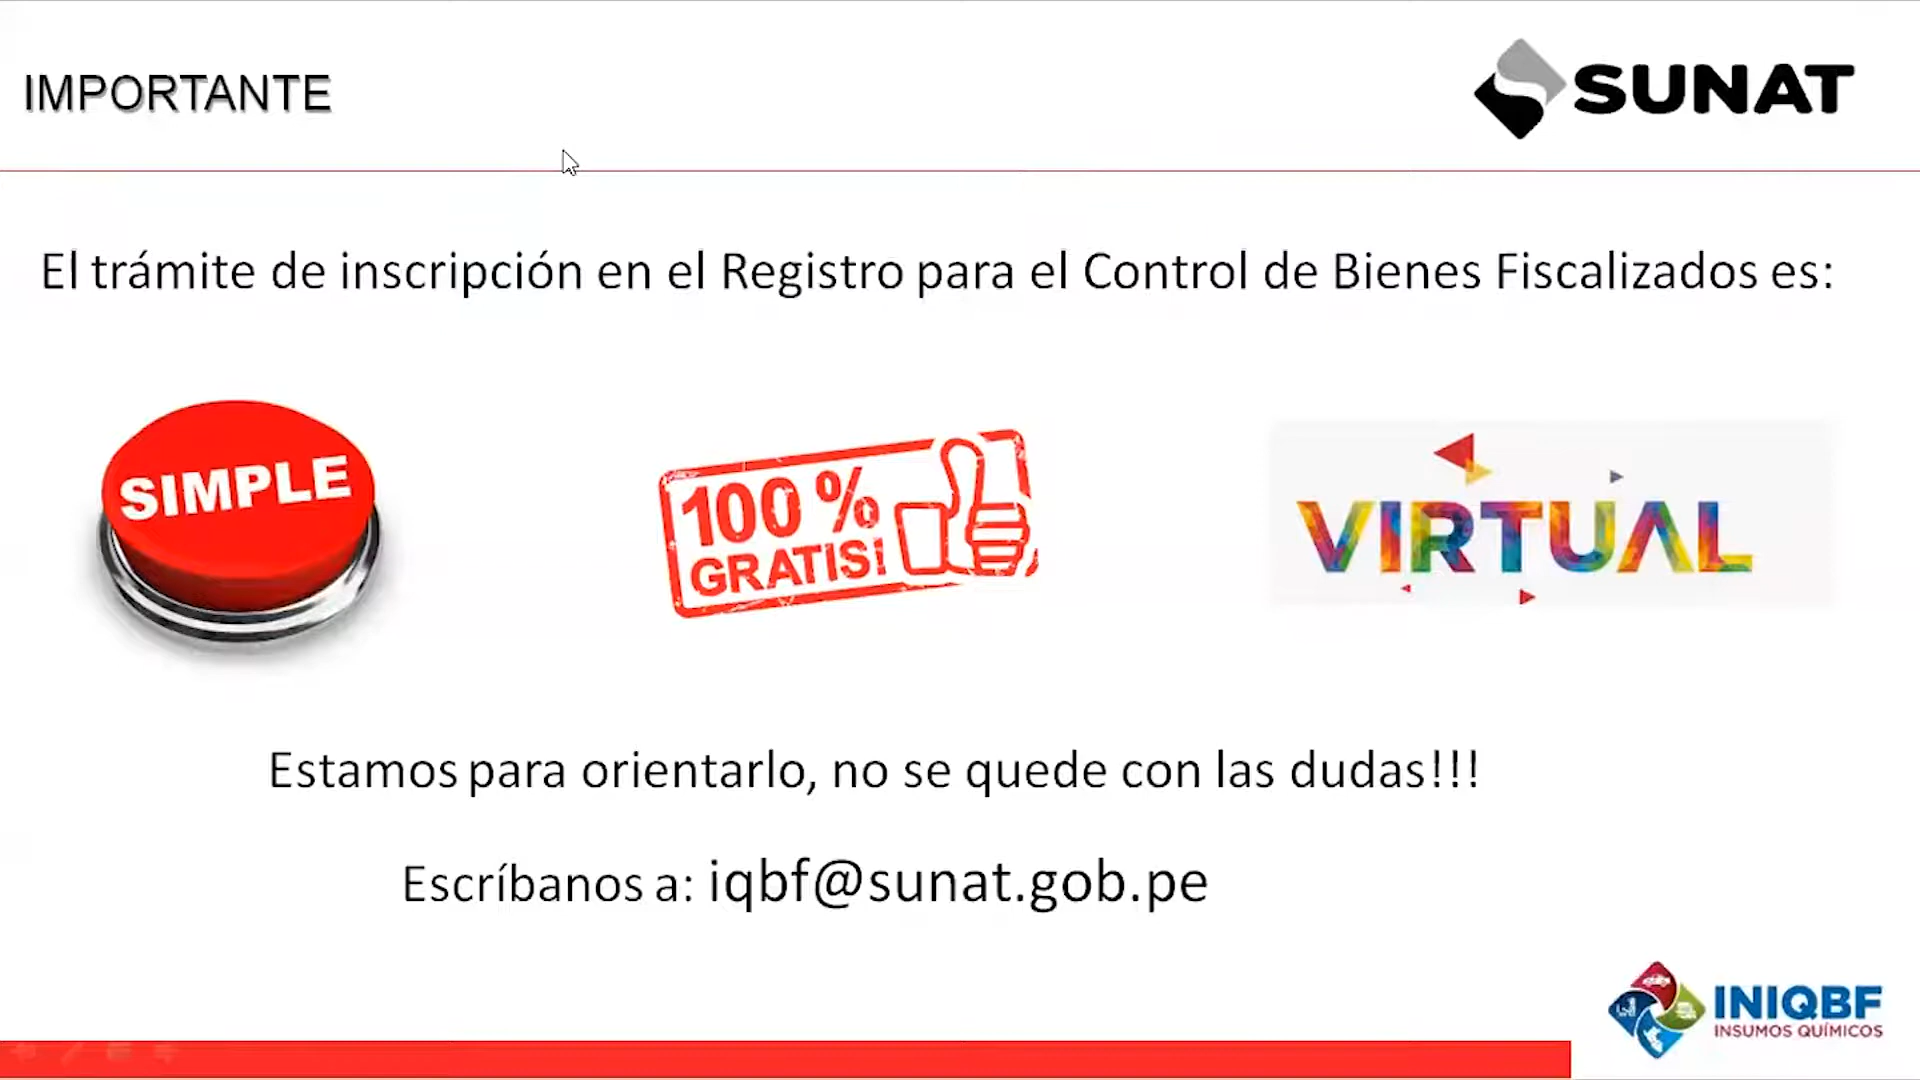 IMPORTANTE
SUNAT
El trámite de inscripción en el Registro para el Control de Bienes Fiscalizados es:
SIMPLE
100 %
GRATIS!
VIRTUAL
Estamos para orientarlo, no se quede con las dudas!!!
Escríbanos a: iqbf@sunat.gob.pe
INIQBF
INSUMOS QUÍMICOS